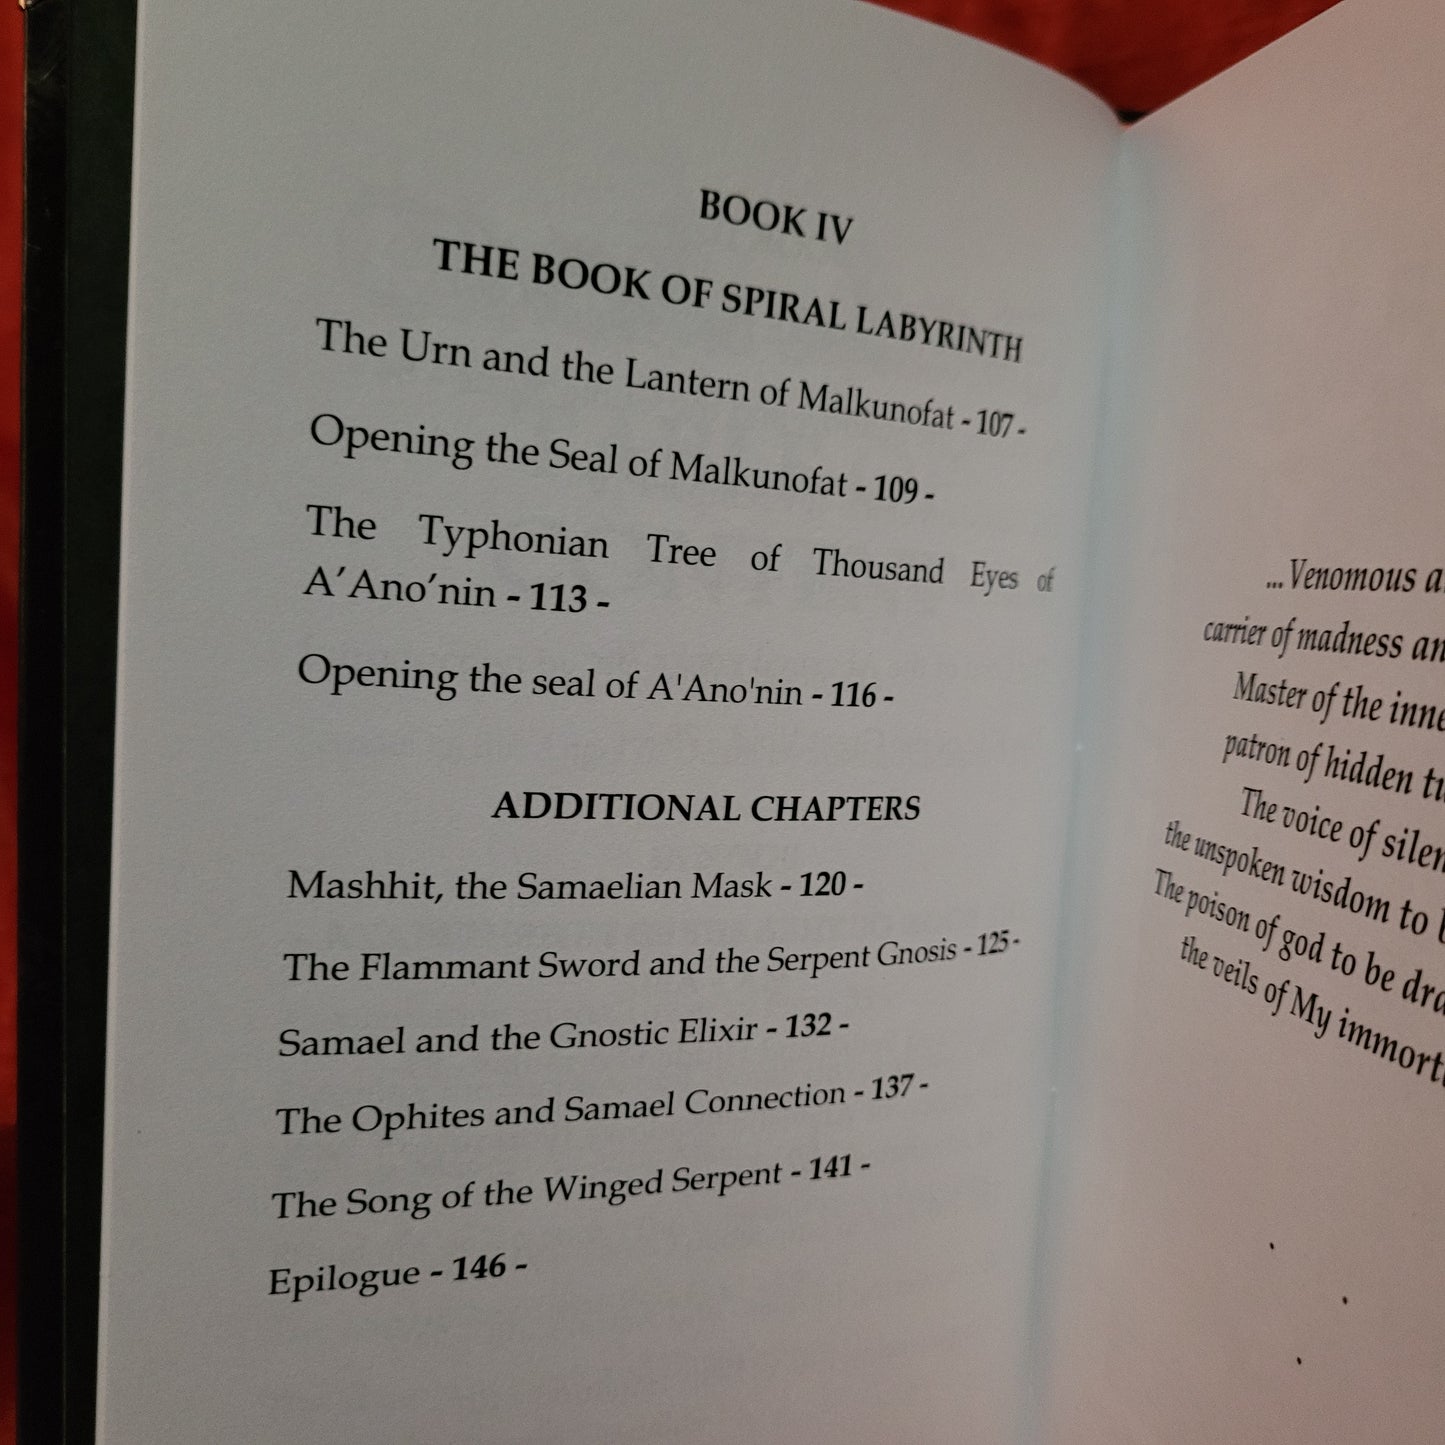 BOOK IV
THE BOOK OF SPIRAL LABYRINTH
The Urn and the Lantern of Malkunofat - 107 -
Opening the Seal of Malkunofat - 109 -
The Typhonian Tree of Thousand Eyes of
A′Ano′nin - 113 -
Opening the seal of A'Ano'nin - 116 -
ADDITIONAL CHAPTERS
Mashhit, the Samaelian Mask - 120 -
The Flammant Sword and the Serpent Gnosis - 125 -
Samael and the Gnostic Elixir - 132 -
The Ophites and Samael Connection - 137 -
The Song of the Winged Serpent - 141 -
Epilogue - 146 -
...Venomous
carrier of madness
Master of the
patron of hidden
The voice of
the unspoken wisdom to
The poison of god to be
the veils of My